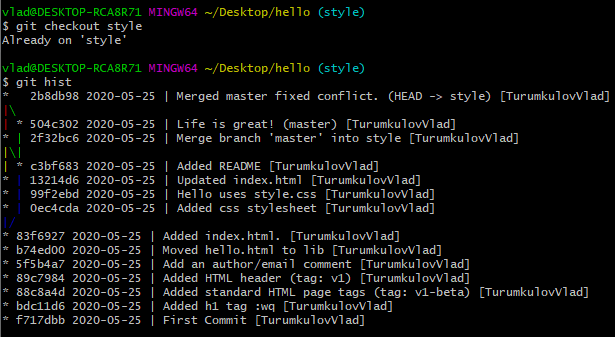 vlad@DESKTOP-RCA8R71 MINGW64 ~/Desktop/hello (style)
$ git checkout style
Already on 'style'
vlad@DESKTOP-RCA8R71 MINGW64 ~/Desktop/hello (style)
$ git hist
*   2b8db98 2020-05-25 | Merged master fixed conflict. (HEAD -> style) [TurumkulovVlad]
|\
| * 504c302 2020-05-25 | Life is great! (master) [TurumkulovVlad]
* | 2f32bc6 2020-05-25 | Merge branch 'master' into style [TurumkulovVlad]
|\|
| * c3bf683 2020-05-25 | Added README [TurumkulovVlad]
* | 13214d6 2020-05-25 | Updated index.html [TurumkulovVlad]
* | 99f2ebd 2020-05-25 | Hello uses style.css [TurumkulovVlad]
* | 0ec4cda 2020-05-25 | Added css stylesheet [TurumkulovVlad]
|/
* 83f6927 2020-05-25 | Added index.html. [TurumkulovVlad]
* b74ed00 2020-05-25 | Moved hello.html to lib [TurumkulovVlad]
* 5f5b4a7 2020-05-25 | Add an author/email comment [TurumkulovVlad]
* 89c7984 2020-05-25 | Added HTML header (tag: v1) [TurumkulovVlad]
* 88c8a4d 2020-05-25 | Added standard HTML page tags (tag: v1-beta) [TurumkulovVlad]
* bdc11d6 2020-05-25 | Added h1 tag :wq [TurumkulovVlad]
* f717dbb 2020-05-25 | First Commit [TurumkulovVlad]